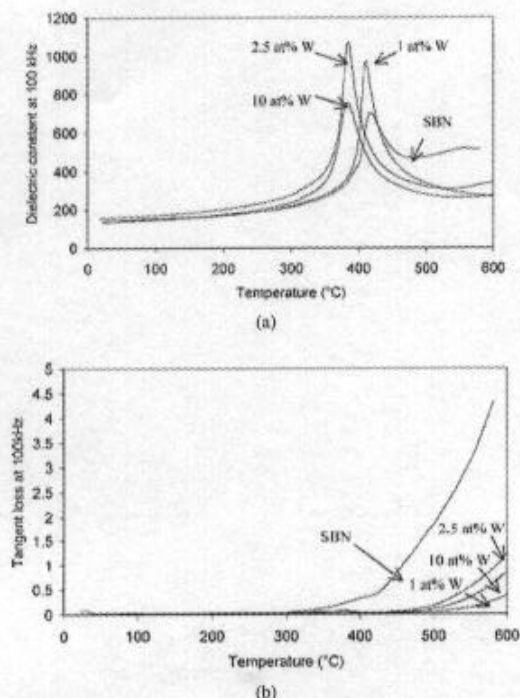 1200
1000
800
600
400
200
0
Dielectric constant at 100 kHz
2.5 at% W
1 at% W
10 at% W
SBN
0 100 200 300 400 500 600
Temperature (°C)
(a)
5
4.5
4
3.5
3
2.5
2
1.5
1
0.5
0
Tangent loss at 100kHz
SBN
2.5 at% W
10 at% W
1 at% W
0 100 200 300 400 500 600
Temperature (°C)
(b)